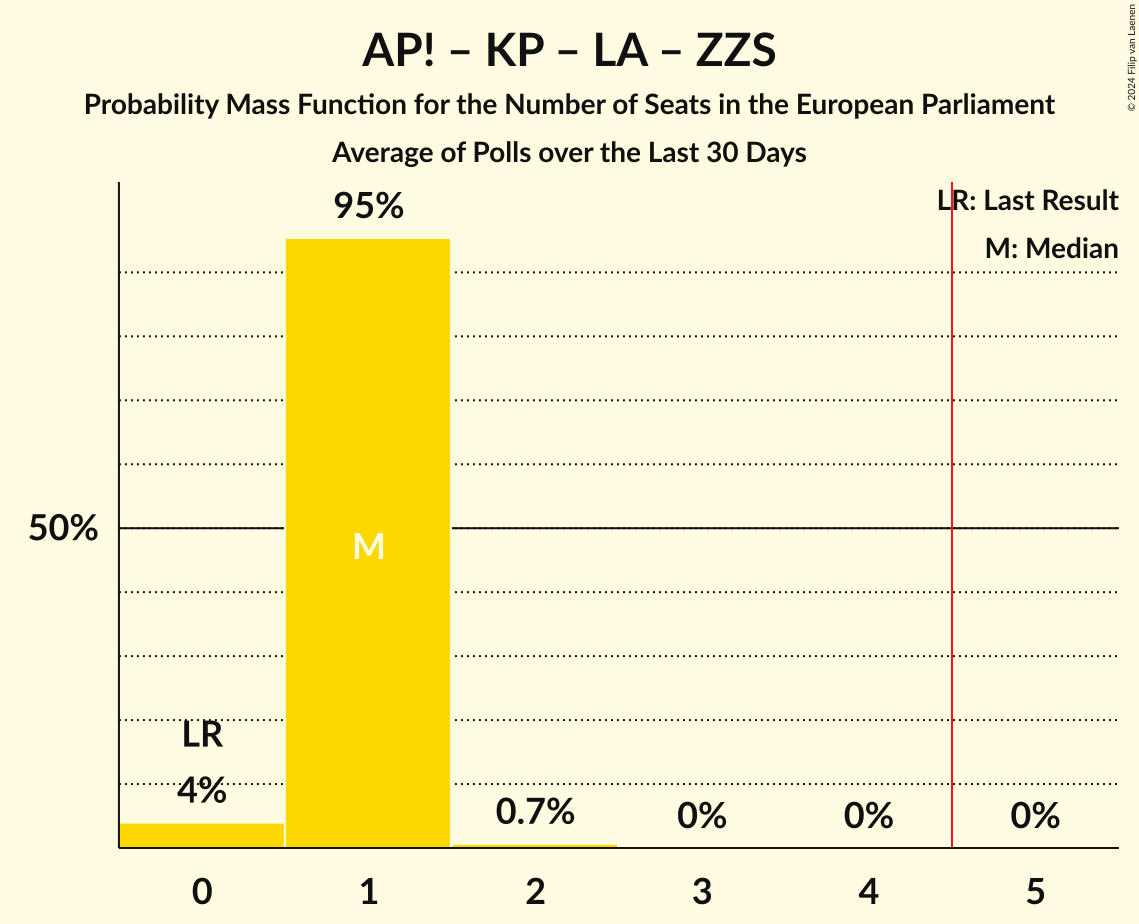 AP! – KP – LA – ZZS
Probability Mass Function for the Number of Seats in the European Parliament
Average of Polls over the Last 30 Days
© 2024 Filip van Laenen
LR: Last Result
M: Median
95%
50%
M
LR
4%
0.7%
0%
0%
0%
0
1
2
3
4
5